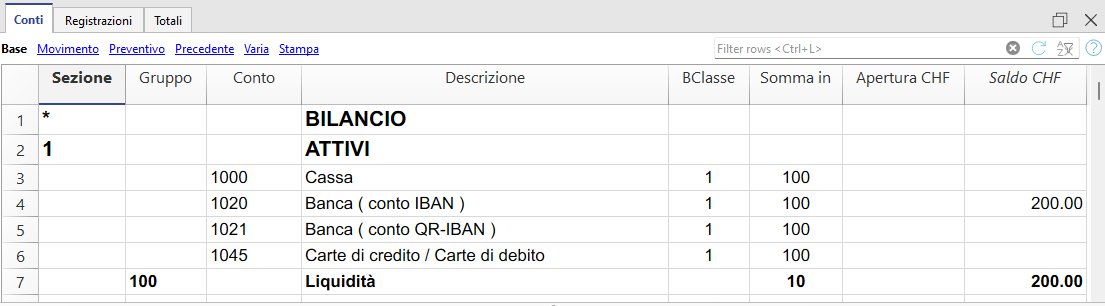 Conti Registrazioni Totali
Base Movimento Preventivo Precedente Varia Stampa Filter rows <Ctrl+L>
Sezione Gruppo Conto Descrizione BClasse Somma in Apertura CHF Saldo CHF
1 * BILANCIO
2 1 ATTIVI
3 1000 Cassa 1 100
4 1020 Banca ( conto IBAN ) 1 100 200.00
5 1021 Banca ( conto QR-IBAN ) 1 100
6 1045 Carte di credito / Carte di debito 1 100
7 100 Liquidità 10 200.00